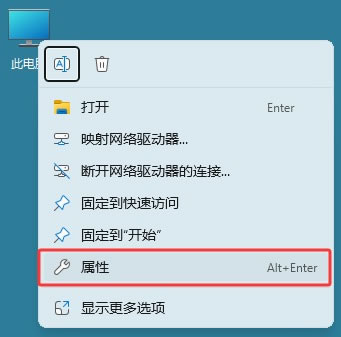 此电脑
打开 Enter
映射网络驱动器...
断开网络驱动器的连接...
固定到快速访问
固定到"开始"
属性 Alt+Enter
显示更多选项